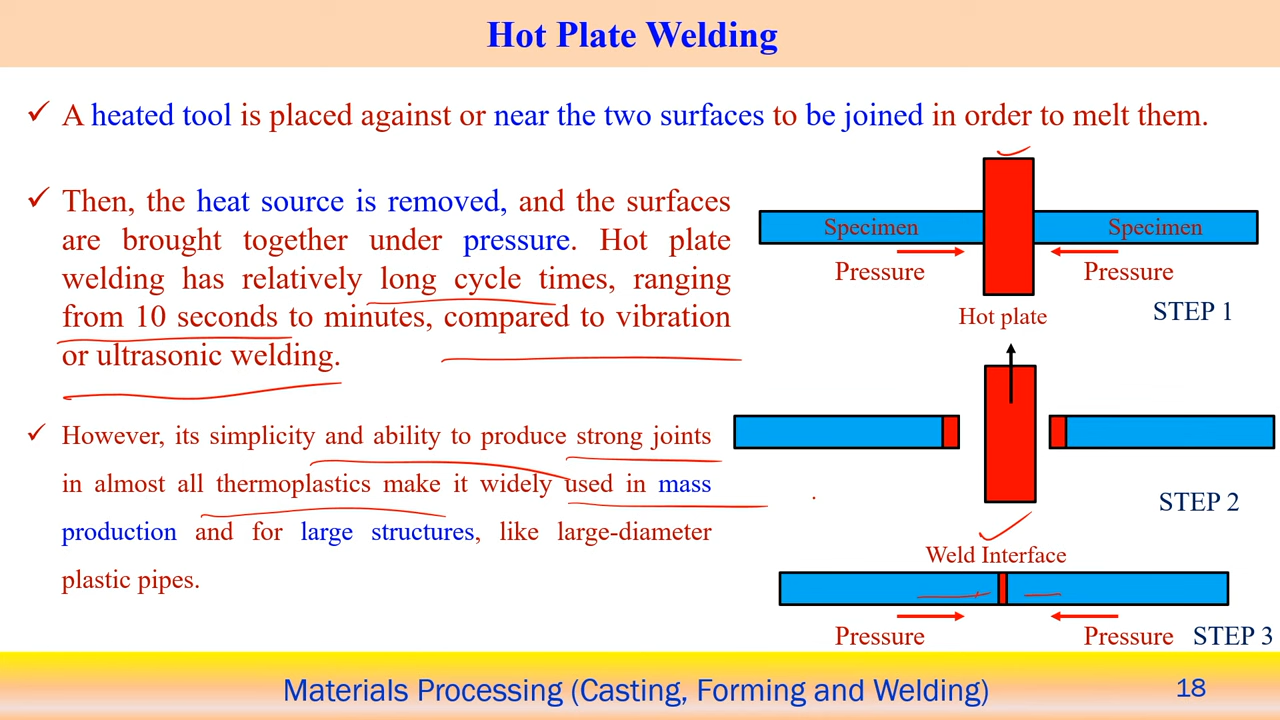 Hot Plate Welding
✓ A heated tool is placed against or near the two surfaces to be joined in order to melt them.
✓ Then, the heat source is removed, and the surfaces
are brought together under pressure. Hot plate
welding has relatively long cycle times, ranging
from 10 seconds to minutes, compared to vibration
or ultrasonic welding.
✓ However, its simplicity and ability to produce strong joints
in almost all thermoplastics make it widely used in mass
production and for large structures, like large-diameter
plastic pipes.
Specimen Specimen
Pressure Pressure
Hot plate
STEP 1
STEP 2
Weld Interface
Pressure Pressure STEP 3
Materials Processing (Casting, Forming and Welding) 18